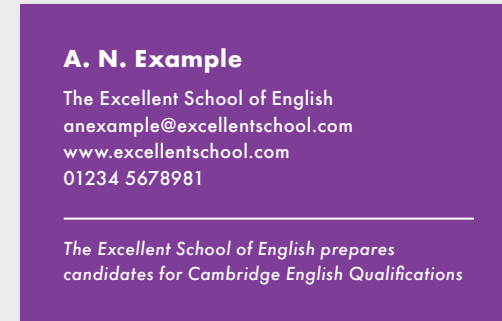 A. N. Example
The Excellent School of English
anexample@excellentschool.com
www.excellentschool.com
01234 5678981
The Excellent School of English prepares
candidates for Cambridge English Qualifications